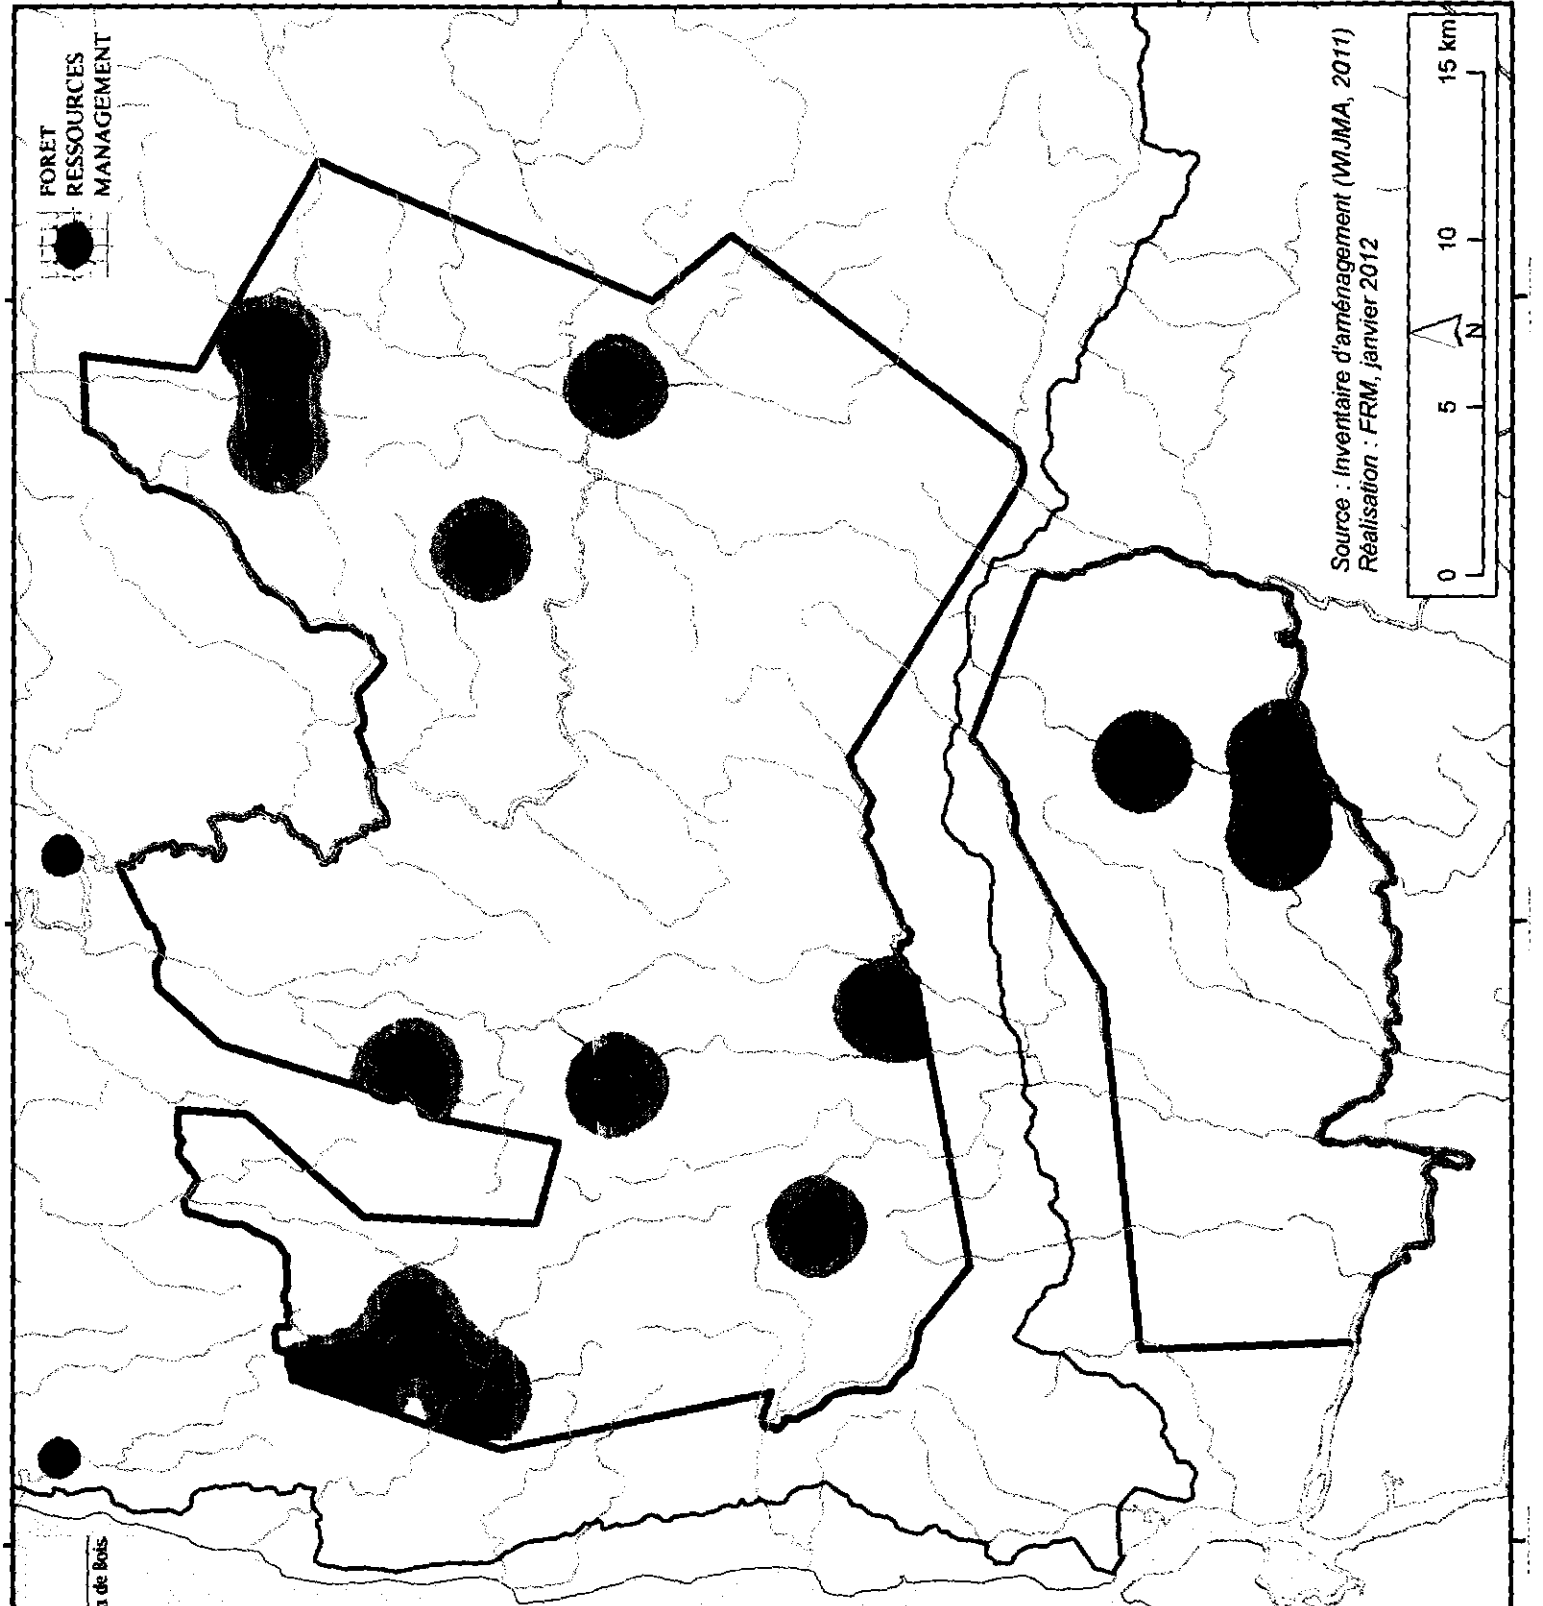 FORET
RESSOURCES
MANAGEMENT
Source : Inventaire d'aménagement (WIJMA, 2011)
Réalisation : FRM, janvier 2012
0 5 10 15 km
N
de Bois